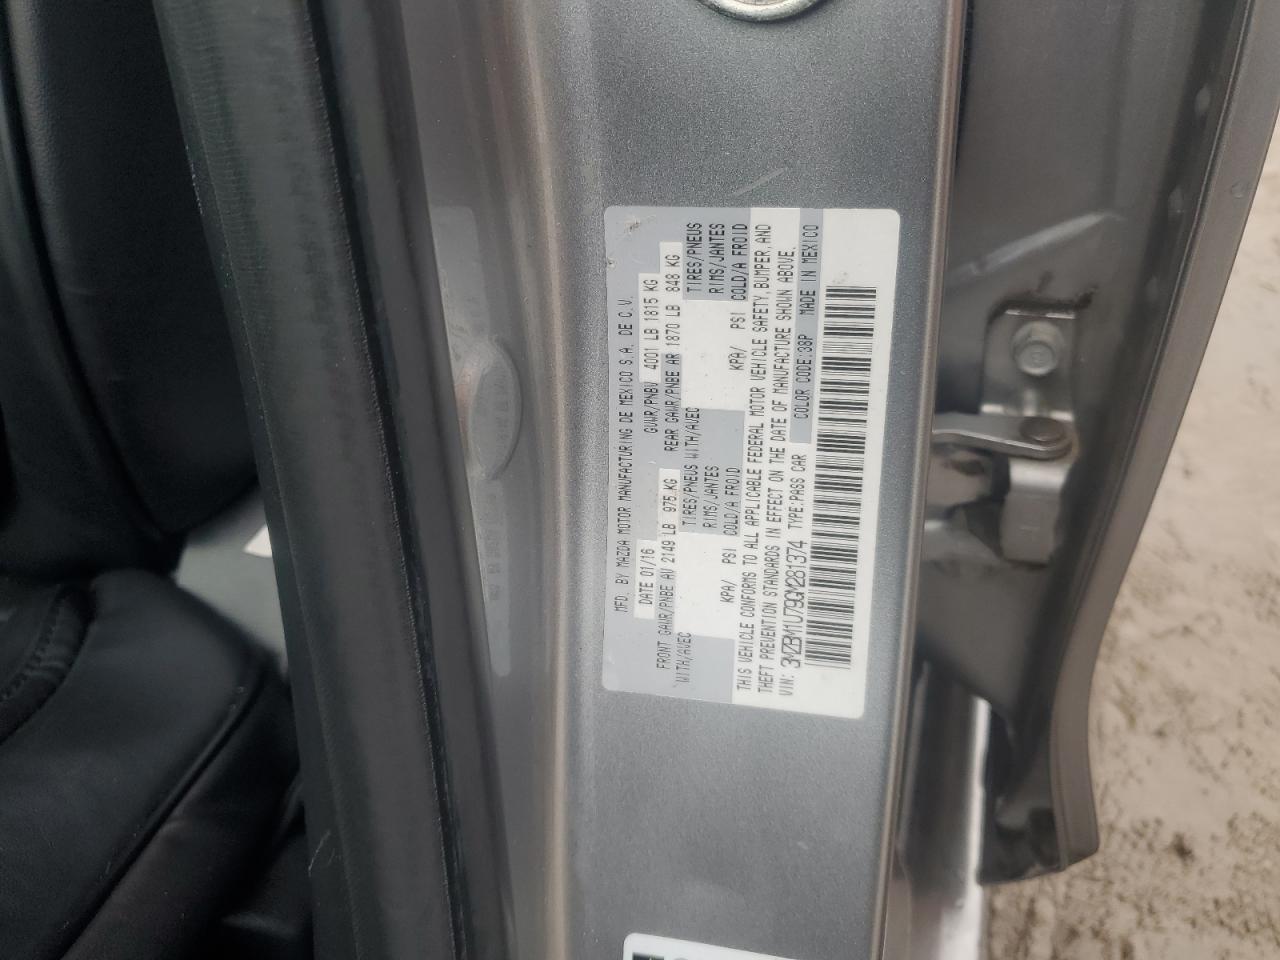 MFD. BY MAZDA MOTOR MANUFACTURING DE MEXICO S.A. DE C.V.
DATE 01/16 GVWR/PNBV 4001 LB 1815 KG
FRONT GAWR/PNBE AV 2149 LB 975 KG REAR GAWR/PNBE AR 1870 LB 848 KG
WITH/AVEC TIRES/PNEUS WITH/AVEC TIRES/PNEUS
RIMS/JANTES RIMS/JANTES
KPA/ PSI COLD/A FROID KPA/ PSI COLD/A FROID
THIS VEHICLE CONFORMS TO ALL APPLICABLE FEDERAL MOTOR VEHICLE SAFETY, BUMPER, AND
THEFT PREVENTION STANDARDS IN EFFECT ON THE DATE OF MANUFACTURE SHOWN ABOVE.
VIN: 3MZBM1U79GM281374 TYPE:PASS CAR COLOR CODE:38P MADE IN MEXICO